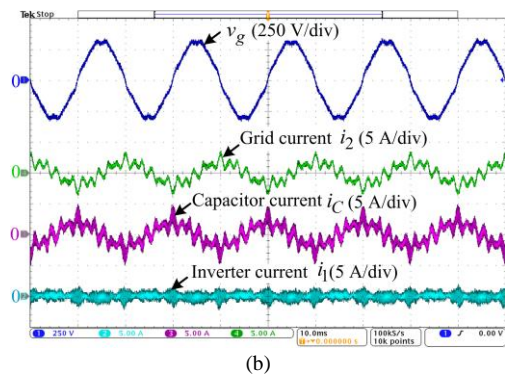 Tek Stop
v_g (250 V/div)
0
Grid current i_2 (5 A/div)
0
Capacitor current i_C (5 A/div)
0
Inverter current i_1(5 A/div)
0
1 250 V 2 5.00 A 3 5.00 A 4 5.00 A 10.0ms 100kS/s 1 0.00 V
0.000000 s 10k points
(b)